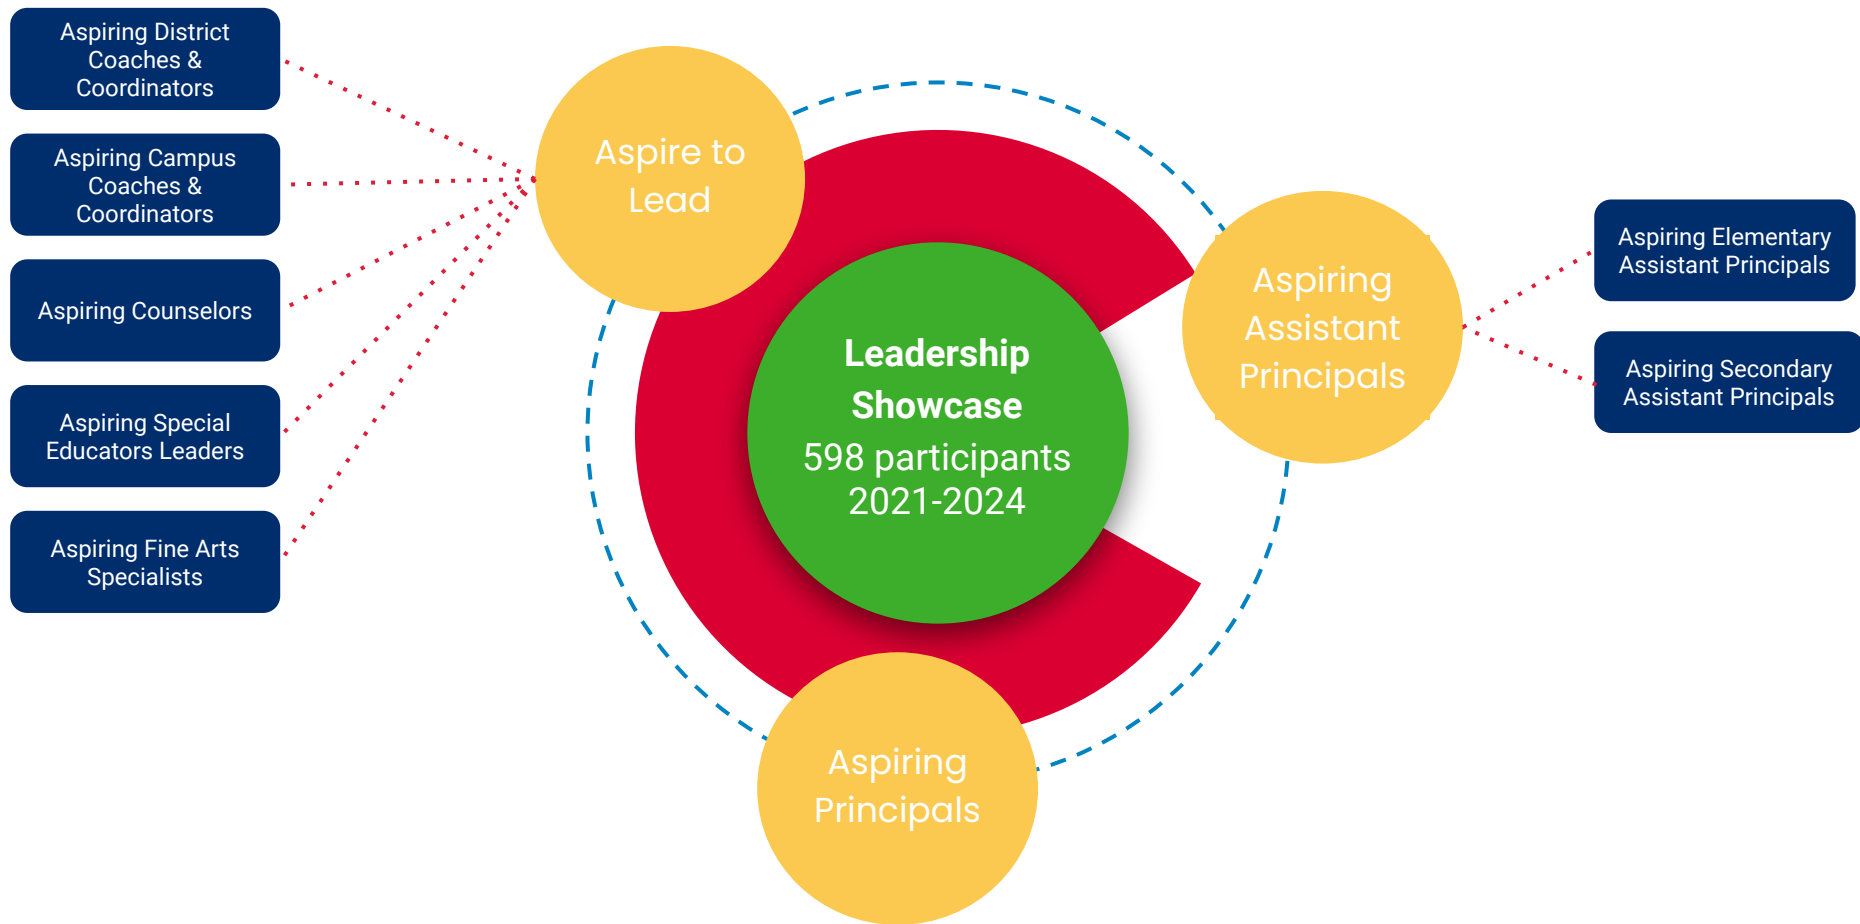 Aspiring District
Coaches &
Coordinators
Aspiring Campus
Coaches &
Coordinators
Aspiring Counselors
Aspiring Special
Educators Leaders
Aspiring Fine Arts
Specialists
Aspire to
Lead
Leadership
Showcase
598 participants
2021-2024
Aspiring
Principals
Aspiring
Assistant
Principals
Aspiring Elementary
Assistant Principals
Aspiring Secondary
Assistant Principals